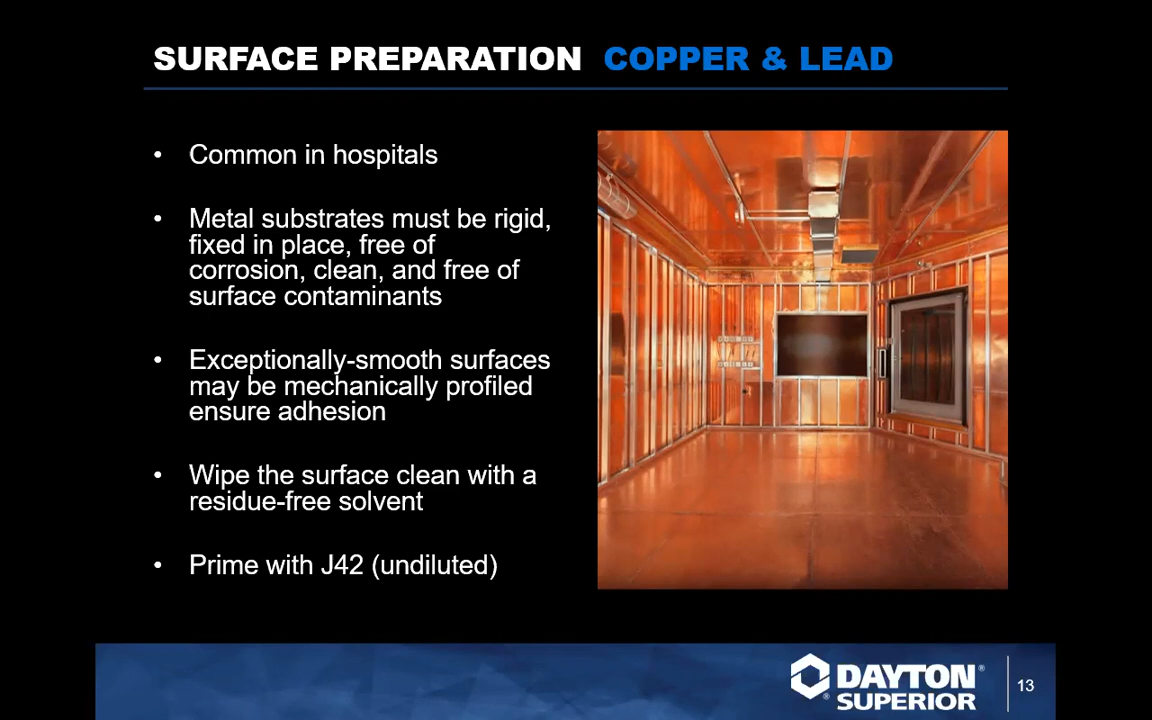 SURFACE PREPARATION COPPER & LEAD
• Common in hospitals
• Metal substrates must be rigid,
fixed in place, free of
corrosion, clean, and free of
surface contaminants
• Exceptionally-smooth surfaces
may be mechanically profiled
ensure adhesion
• Wipe the surface clean with a
residue-free solvent
• Prime with J42 (undiluted)
DAYTON®
®SUPERIOR
13